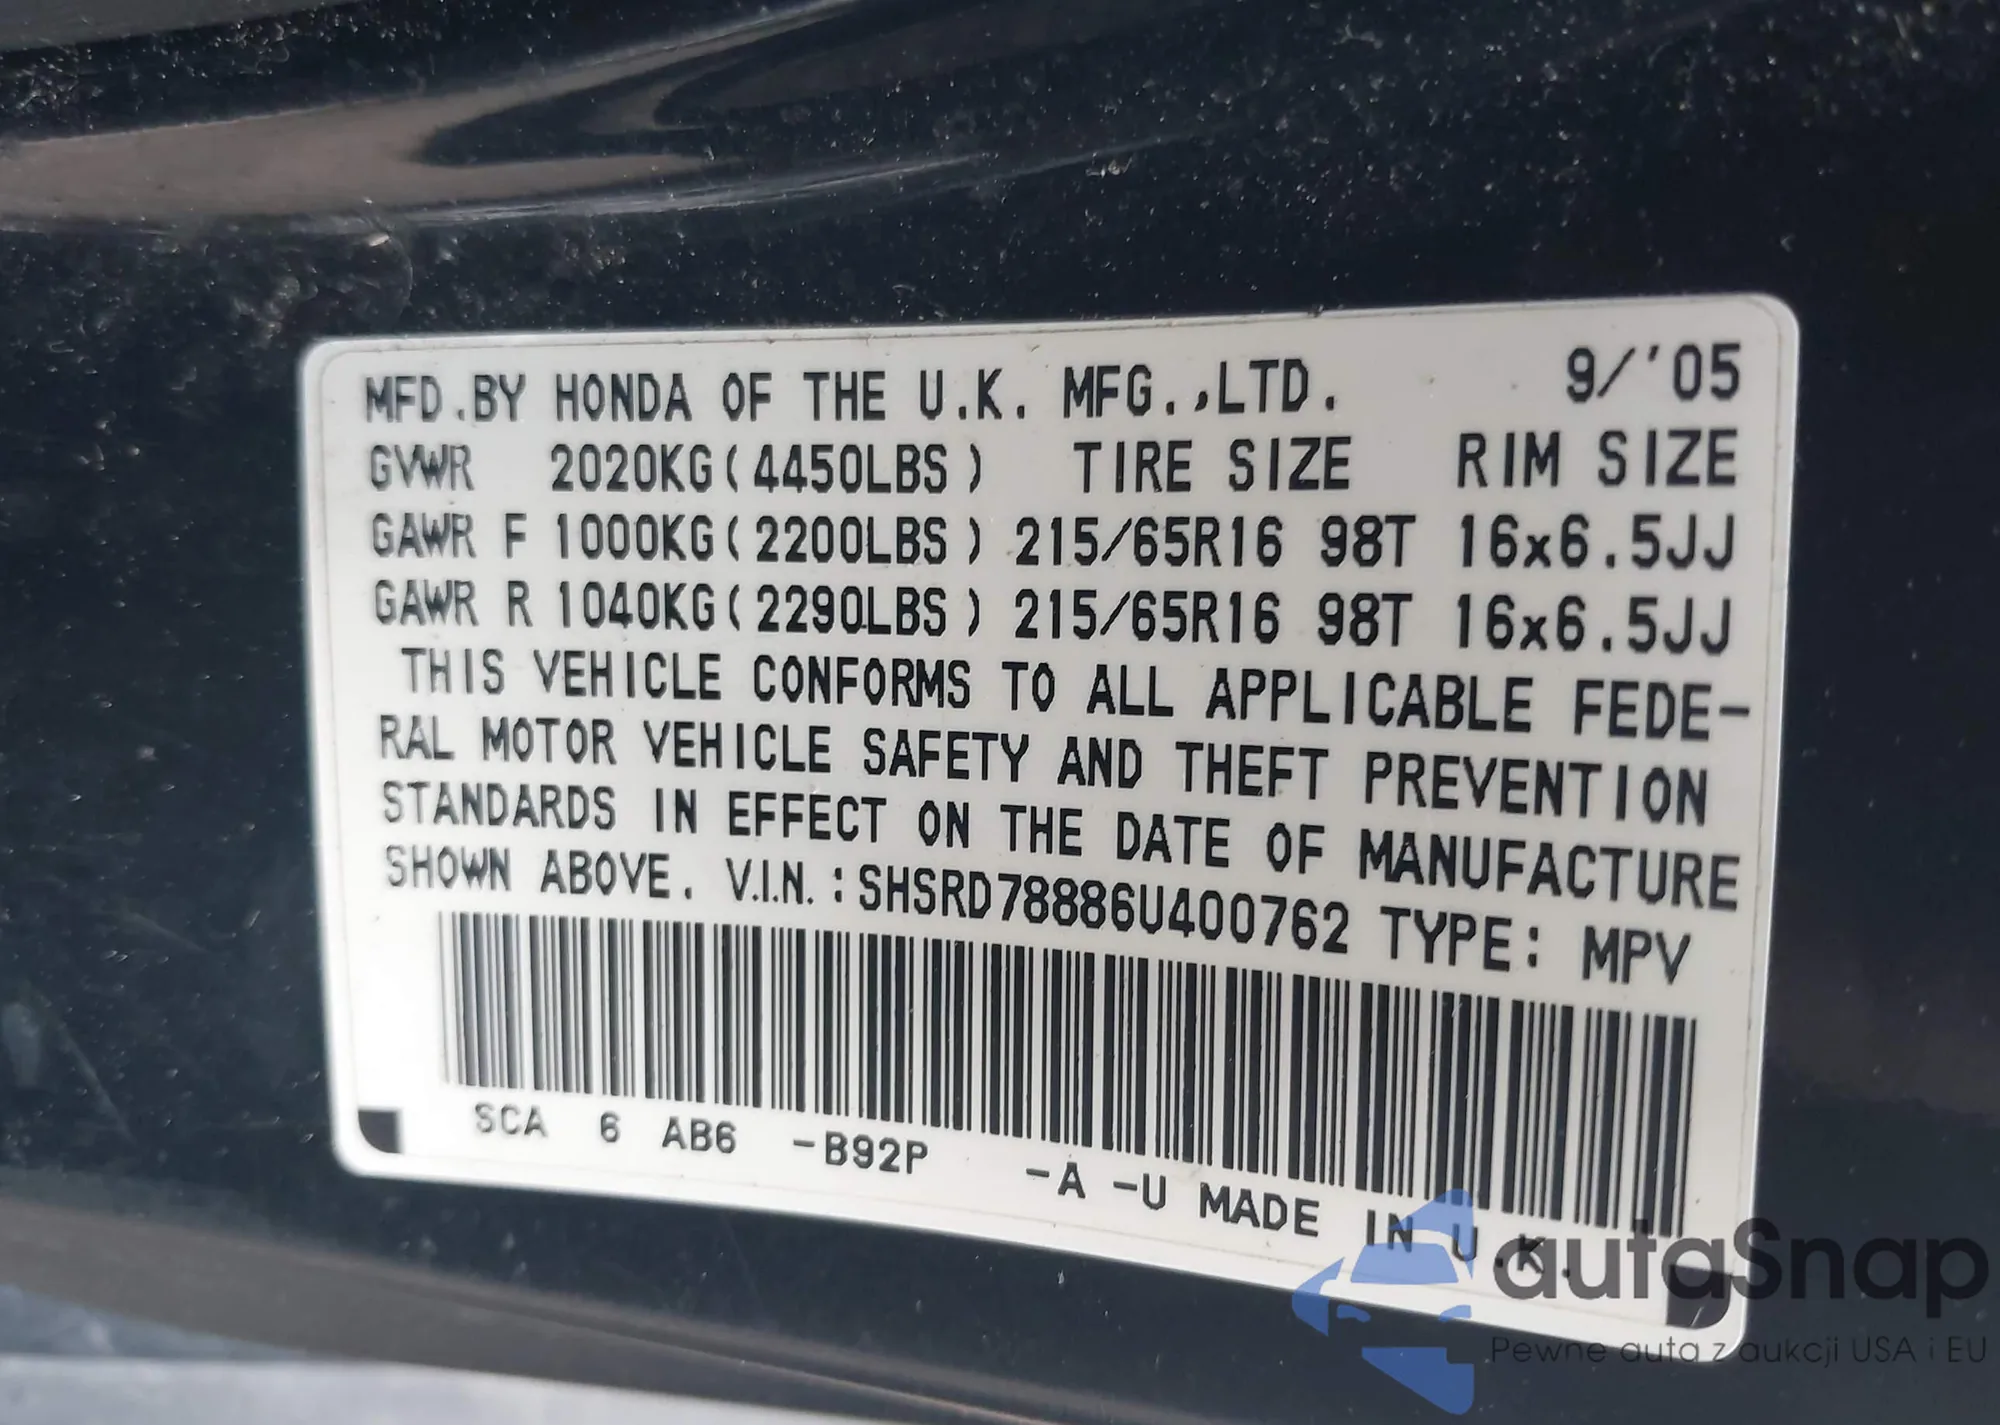 MFD.BY HONDA OF THE U.K. MFG.,LTD. 9/'05
GVWR 2020KG(4450LBS) TIRE SIZE RIM SIZE
GAWR F 1000KG(2200LBS) 215/65R16 98T 16x6.5JJ
GAWR R 1040KG(2290LBS) 215/65R16 98T 16x6.5JJ
THIS VEHICLE CONFORMS TO ALL APPLICABLE FEDE-
RAL MOTOR VEHICLE SAFETY AND THEFT PREVENTION
STANDARDS IN EFFECT ON THE DATE OF MANUFACTURE
SHOWN ABOVE. V.I.N.:SHSRD78886U400762 TYPE: MPV
SCA 6 AB6 -B92P -A -U MADE IN U.K.
autaSnap
Pewne auta z aukcji USA i EU